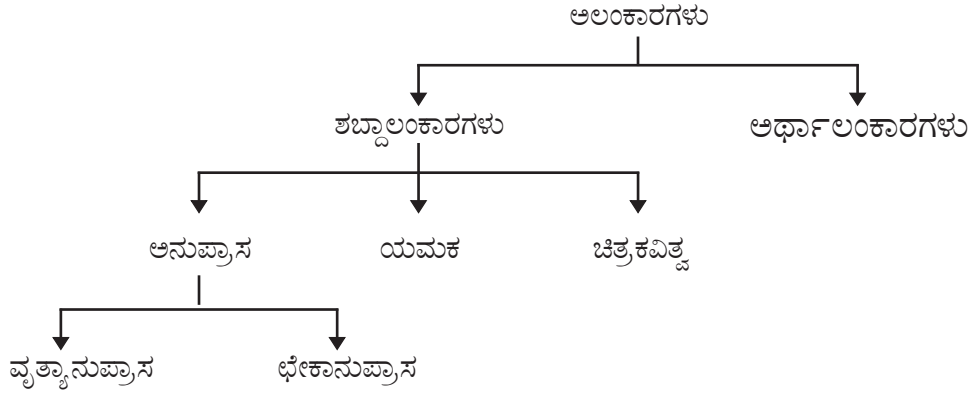 ಅಲಂಕಾರಗಳು
ಶಬ್ದಾಲಂಕಾರಗಳು ಅರ್ಥಾಲಂಕಾರಗಳು
ಅನುಪ್ರಾಸ ಯಮಕ ಚಿತ್ರಕವಿತ್ವ
ವೃತ್ಯಾನುಪ್ರಾಸ ಛೇಕಾನುಪ್ರಾಸ